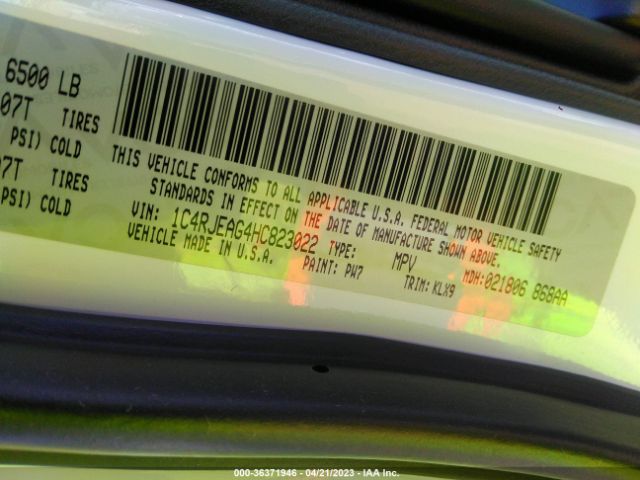 6500 LB
07T TIRES
PSI) COLD
07T TIRES
PSI) COLD
THIS VEHICLE CONFORMS TO ALL APPLICABLE U.S.A. FEDERAL MOTOR VEHICLE SAFETY
STANDARDS IN EFFECT ON THE DATE OF MANUFACTURE SHOWN ABOVE.
VIN: 1C4RJEAG4HC823022 TYPE: MPV MDH:021806 868AA
VEHICLE MADE IN U.S.A. PAINT: PW7 TRIM: KLX9
000-36371946 - 04/21/2023 - IAA Inc.